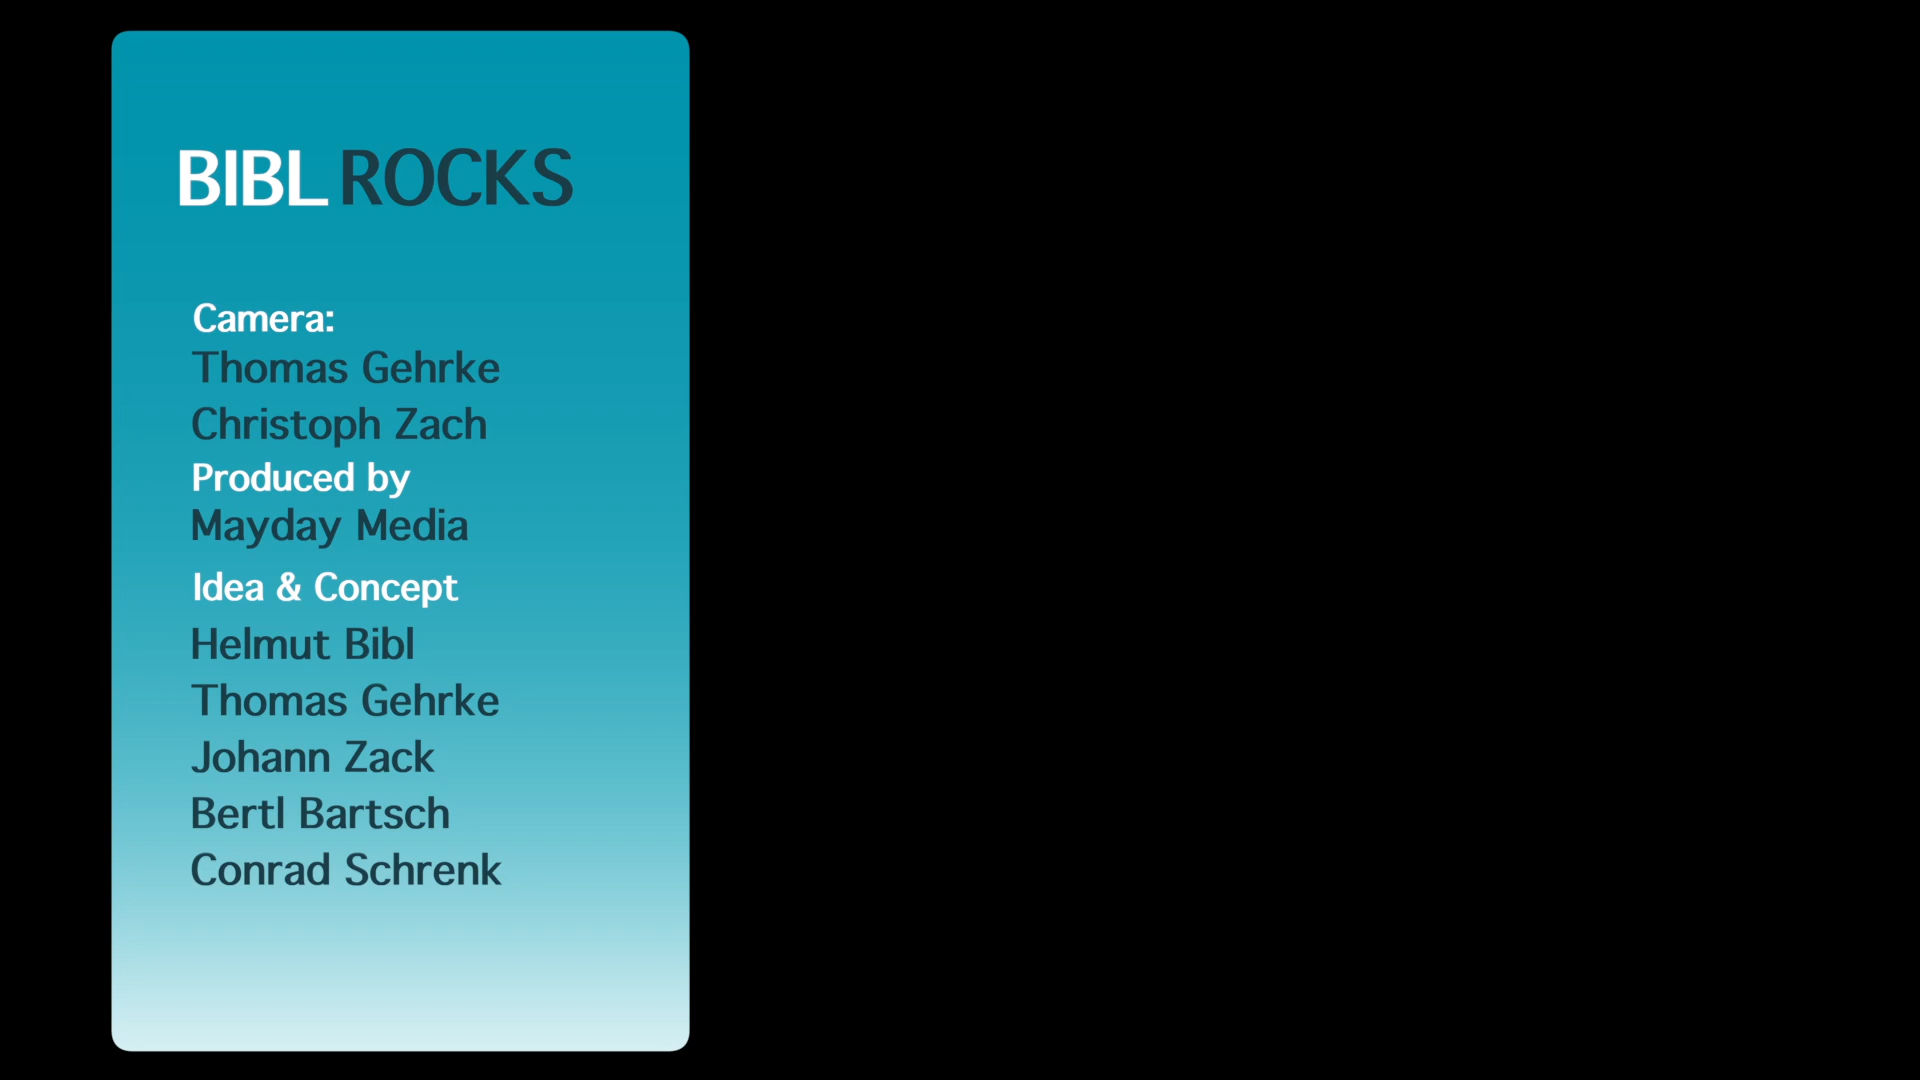 BIBL ROCKS
Camera:
Thomas Gehrke
Christoph Zach
Produced by
Mayday Media
Idea & Concept
Helmut Bibl
Thomas Gehrke
Johann Zack
Bertl Bartsch
Conrad Schrenk